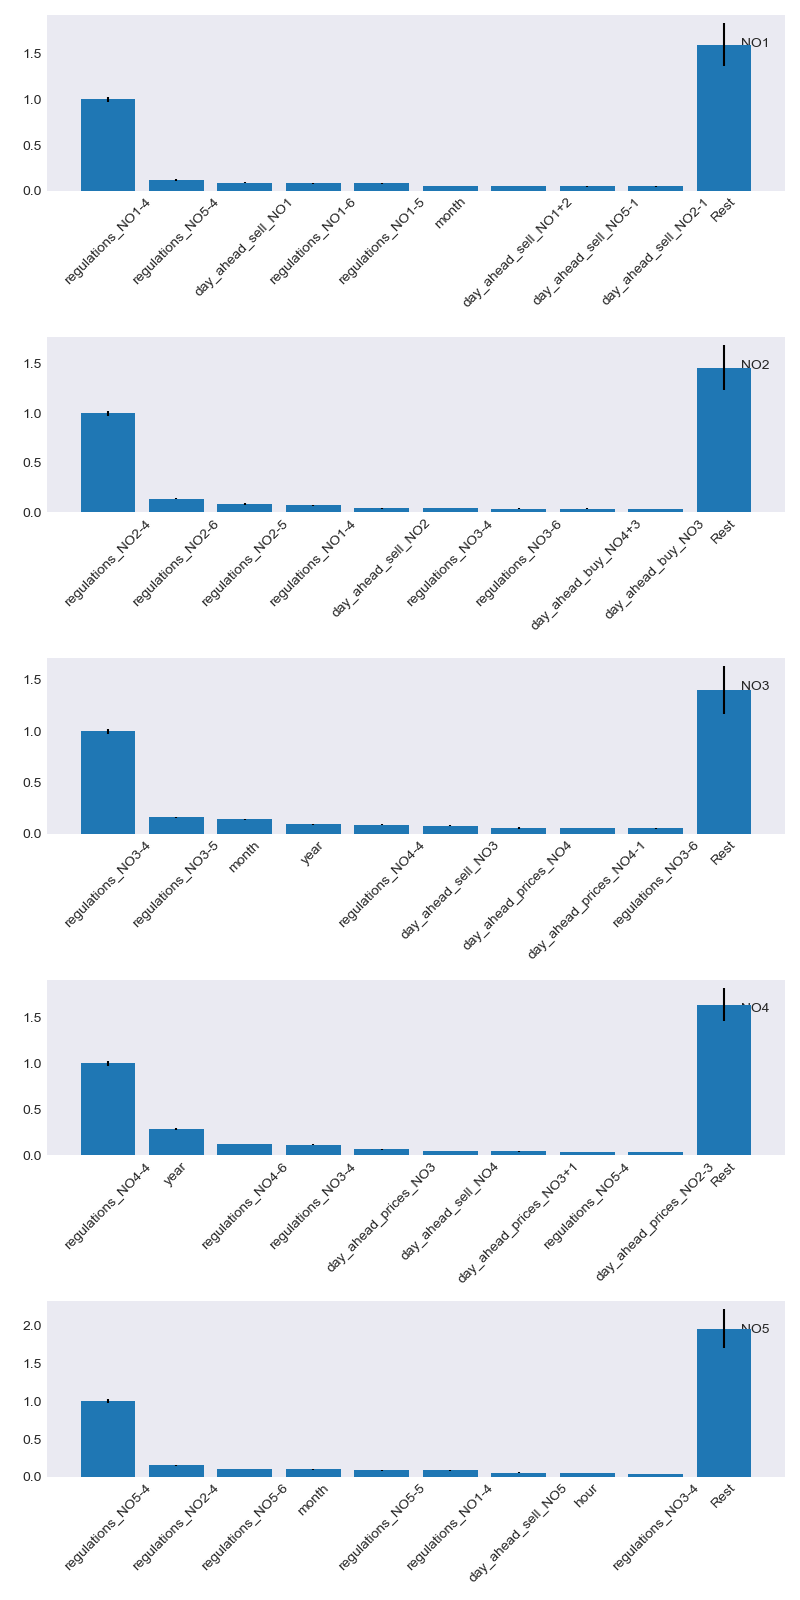 NO1
1.5
1.0
0.5
0.0
regulations_NO1-4
regulations_NO5-4
day_ahead_sell_NO1
regulations_NO1-6
regulations_NO1-5
month
day_ahead_sell_NO1+2
day_ahead_sell_NO5-1
day_ahead_sell_NO2-1
Rest
NO2
1.5
1.0
0.5
0.0
regulations_NO2-4
regulations_NO2-6
regulations_NO2-5
regulations_NO1-4
day_ahead_sell_NO2
regulations_NO3-4
regulations_NO3-6
day_ahead_buy_NO4+3
day_ahead_buy_NO3
Rest
NO3
1.5
1.0
0.5
0.0
regulations_NO3-4
regulations_NO3-5
month
year
regulations_NO4-4
day_ahead_sell_NO3
day_ahead_prices_NO4
day_ahead_prices_NO4-1
regulations_NO3-6
Rest
NO4
1.5
1.0
0.5
0.0
regulations_NO4-4
year
regulations_NO4-6
regulations_NO3-4
day_ahead_prices_NO3
day_ahead_sell_NO4
day_ahead_prices_NO3+1
regulations_NO5-4
day_ahead_prices_NO2-3
Rest
NO5
2.0
1.5
1.0
0.5
0.0
regulations_NO5-4
regulations_NO2-4
regulations_NO5-6
month
regulations_NO5-5
regulations_NO1-4
day_ahead_sell_NO5
hour
regulations_NO3-4
Rest